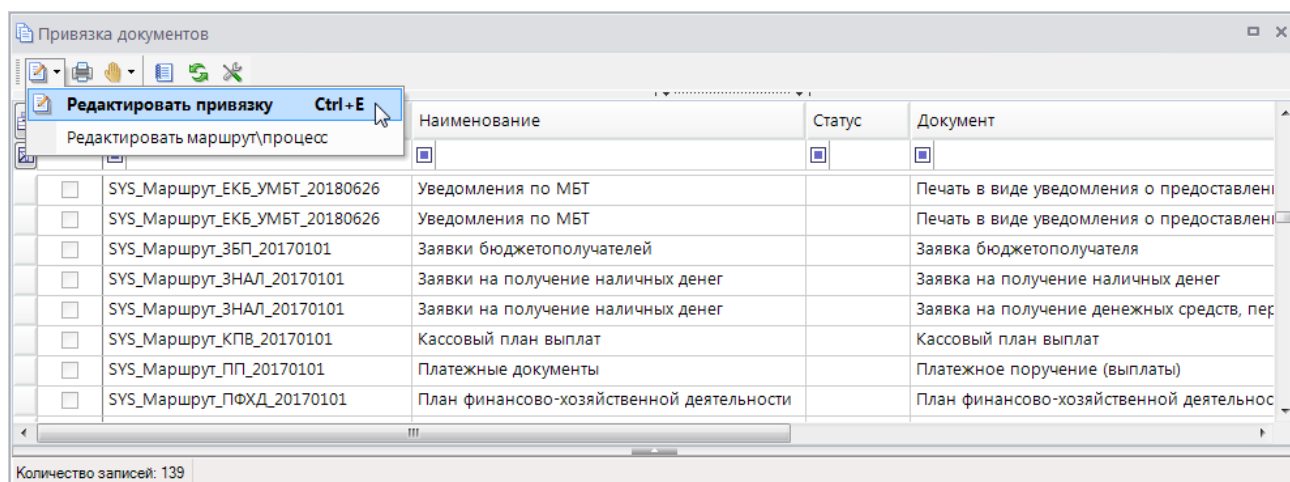 Привязка документов
Редактировать привязку Ctrl+E
Редактировать маршрут\процесс
Наименование Статус Документ
SYS_Маршрут_ЕКБ_УМБТ_20180626 Уведомления по МБТ Печать в виде уведомления о предоставлен
SYS_Маршрут_ЕКБ_УМБТ_20180626 Уведомления по МБТ Печать в виде уведомления о предоставлен
SYS_Маршрут_ЗБП_20170101 Заявки бюджетополучателей Заявка бюджетополучателя
SYS_Маршрут_ЗНАЛ_20170101 Заявки на получение наличных денег Заявка на получение наличных денег
SYS_Маршрут_ЗНАЛ_20170101 Заявки на получение наличных денег Заявка на получение денежных средств, пер
SYS_Маршрут_КПВ_20170101 Кассовый план выплат Кассовый план выплат
SYS_Маршрут_ПП_20170101 Платежные документы Платежное поручение (выплаты)
SYS_Маршрут_ПФХД_20170101 План финансово-хозяйственной деятельности План финансово-хозяйственной деятельнос
Количество записей: 139